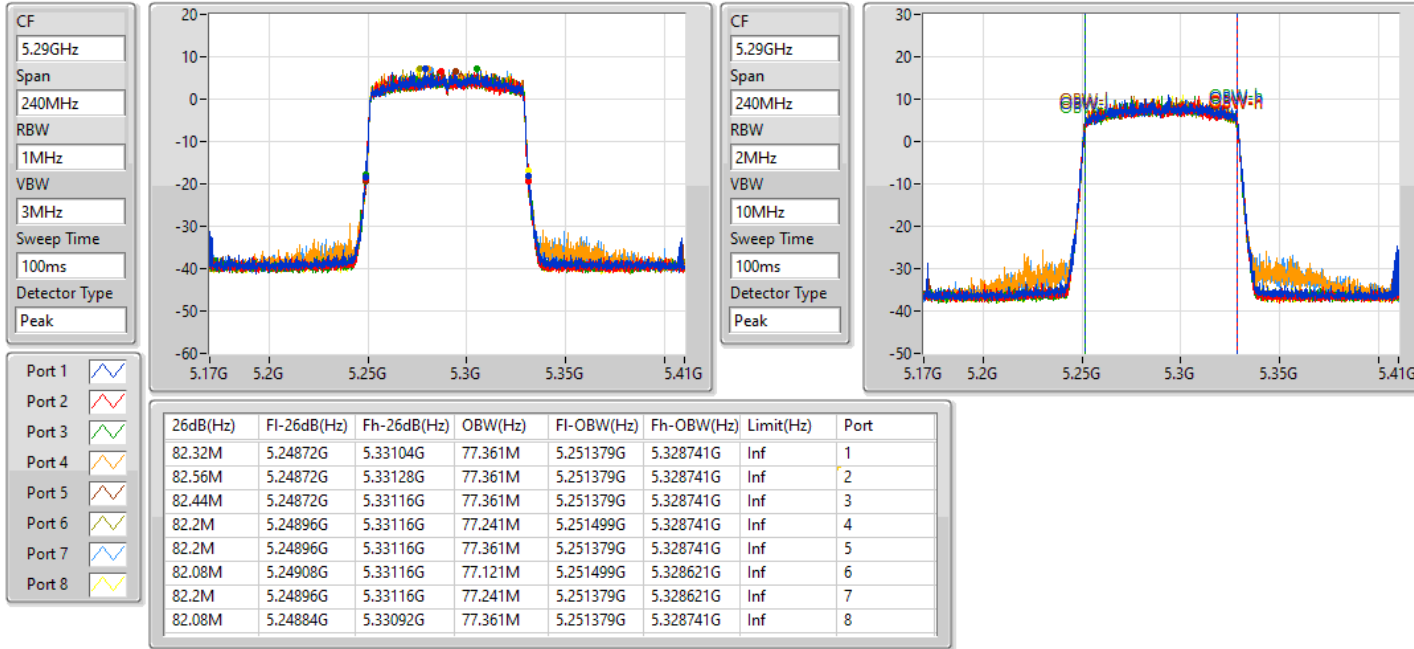 CF
5.29GHz
Span
240MHz
RBW
1MHz
VBW
3MHz
Sweep Time
100ms
Detector Type
Peak
20-
10-
0-
-10-
-20-
-30-
-40-
-50-
-60-
5.17G 5.2G 5.25G 5.3G 5.35G 5.41G
CF
5.29GHz
Span
240MHz
RBW
2MHz
VBW
10MHz
Sweep Time
100ms
Detector Type
Peak
30-
20-
10-
0-
-10-
-20-
-30-
-40-
-50-
OBW-h
5.17G 5.2G 5.25G 5.3G 5.35G 5.41G
Port 1
Port 2
Port 3
Port 4
Port 5
Port 6
Port 7
Port 8
26dB(Hz) Fl-26dB(Hz) Fh-26dB(Hz) OBW(Hz) Fl-OBW(Hz) Fh-OBW(Hz) Limit(Hz) Port
82.32M 5.24872G 5.33104G 77.361M 5.251379G 5.328741G Inf 1
82.56M 5.24872G 5.33128G 77.361M 5.251379G 5.328741G Inf 2
82.44M 5.24872G 5.33116G 77.361M 5.251379G 5.328741G Inf 3
82.2M 5.24896G 5.33116G 77.241M 5.251499G 5.328741G Inf 4
82.2M 5.24896G 5.33116G 77.361M 5.251379G 5.328741G Inf 5
82.08M 5.24908G 5.33116G 77.121M 5.251499G 5.328621G Inf 6
82.2M 5.24896G 5.33116G 77.241M 5.251379G 5.328621G Inf 7
82.08M 5.24884G 5.33092G 77.361M 5.251379G 5.328741G Inf 8